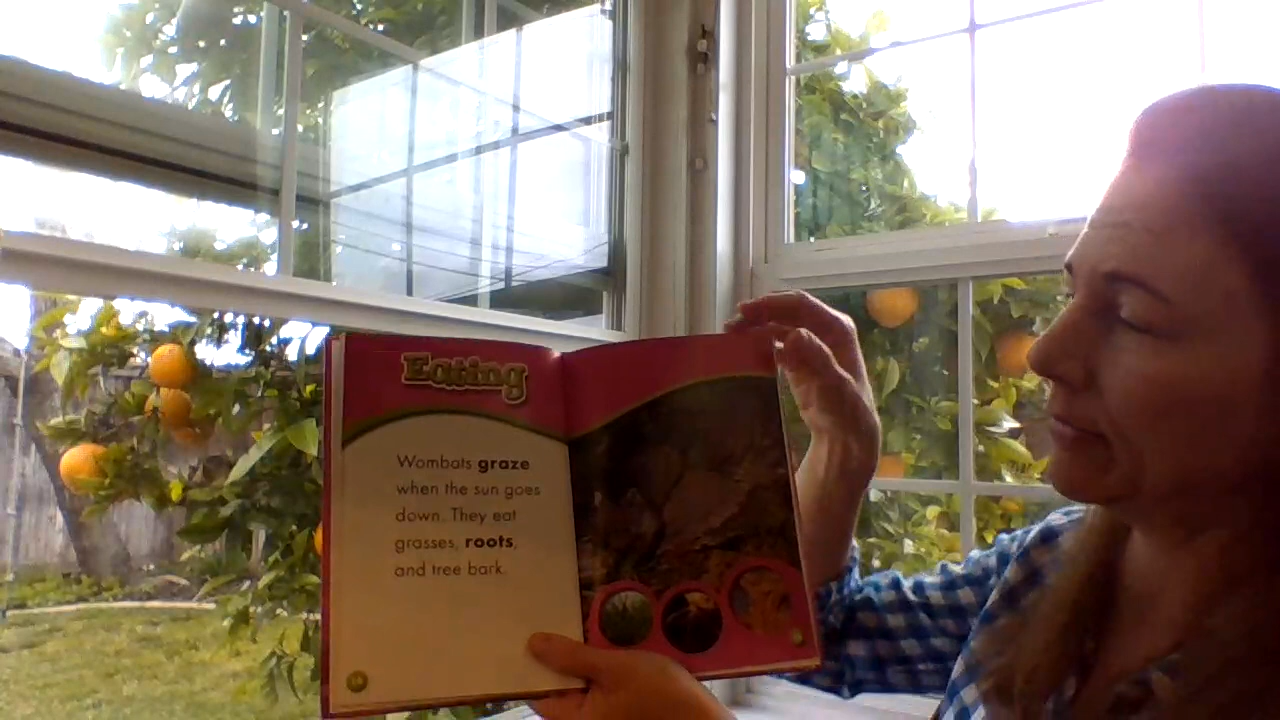 Eating
Wombats graze
when the sun goes
down. They eat
grasses, roots,
and tree bark.